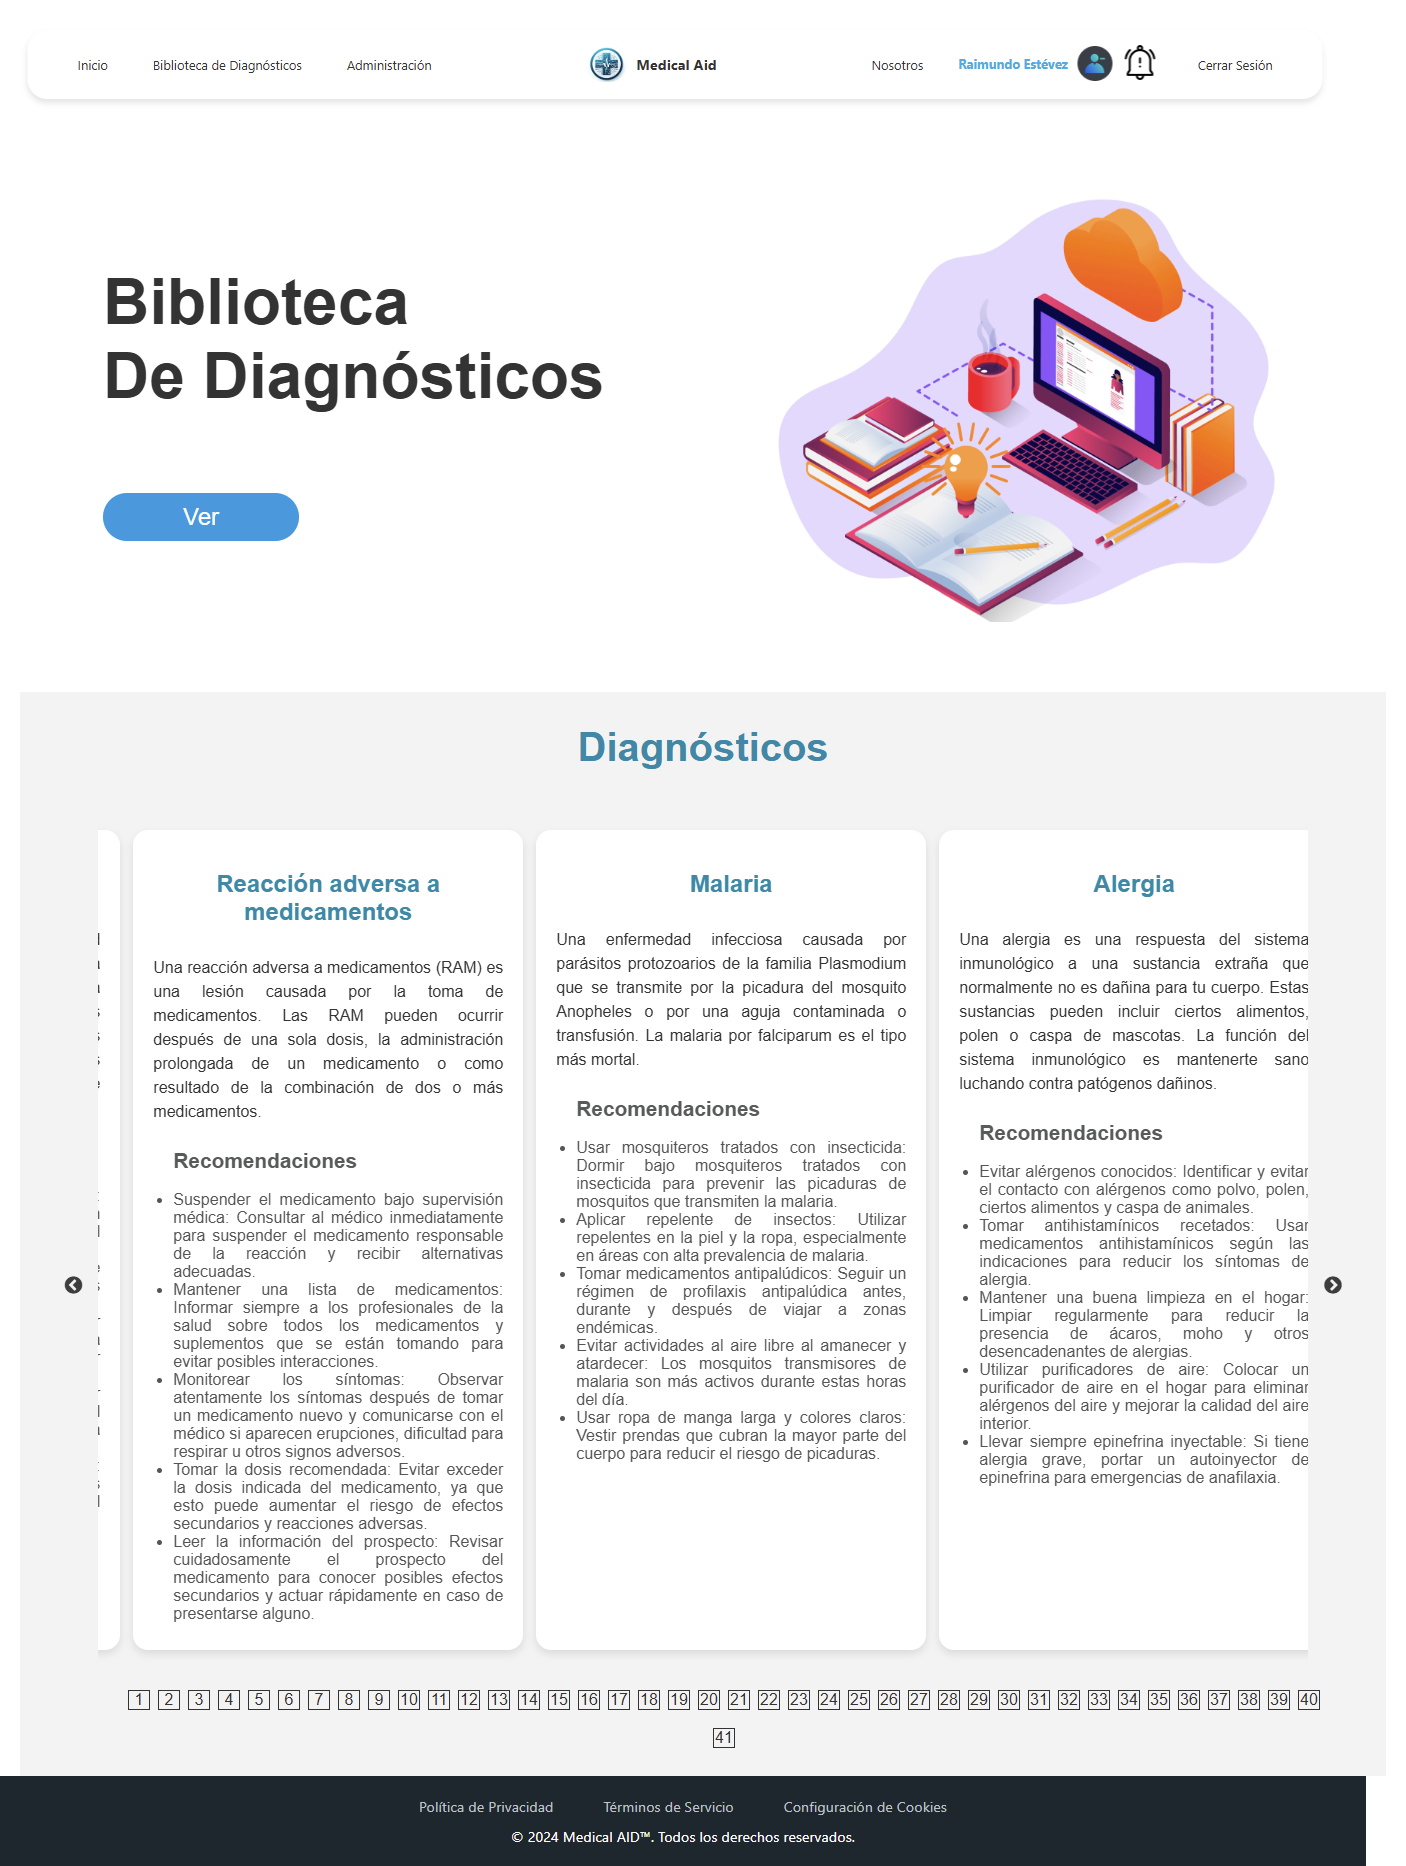 Inicio
Biblioteca de Diagnósticos
Administración
Medical Aid
Nosotros
Raimundo Estévez
Cerrar Sesión
Biblioteca
De Diagnósticos
Ver
Diagnósticos
Reacción adversa a
medicamentos
Una reacción adversa a medicamentos (RAM) es
una lesión causada por la toma de
medicamentos. Las RAM pueden ocurrir
después de una sola dosis, la administración
prolongada de un medicamento o como
resultado de la combinación de dos o más
medicamentos.
Recomendaciones
• Suspender el medicamento bajo supervisión
médica: Consultar al médico inmediatamente
para suspender el medicamento responsable
de la reacción y recibir alternativas
adecuadas.
• Mantener una lista de medicamentos:
Informar siempre a los profesionales de la
salud sobre todos los medicamentos y
suplementos que se están tomando para
evitar posibles interacciones.
• Monitorear los síntomas: Observar
atentamente los síntomas después de tomar
un medicamento nuevo y comunicarse con el
médico si aparecen erupciones, dificultad para
respirar u otros signos adversos.
• Tomar la dosis recomendada: Evitar exceder
la dosis indicada del medicamento, ya que
esto puede aumentar el riesgo de efectos
secundarios y reacciones adversas.
• Leer la información del prospecto: Revisar
cuidadosamente el prospecto del
medicamento para conocer posibles efectos
secundarios y actuar rápidamente en caso de
presentarse alguno.
Malaria
Una enfermedad infecciosa causada por
parásitos protozoarios de la familia Plasmodium
que se transmite por la picadura del mosquito
Anopheles o por una aguja contaminada o
transfusión. La malaria por falciparum es el tipo
más mortal.
Recomendaciones
• Usar mosquiteros tratados con insecticida:
Dormir bajo mosquiteros tratados con
insecticida para prevenir las picaduras de
mosquitos que transmiten la malaria.
• Aplicar repelente de insectos: Utilizar
repelentes en la piel y la ropa, especialmente
en áreas con alta prevalencia de malaria.
• Tomar medicamentos antipalúdicos: Seguir un
régimen de profilaxis antipalúdica antes,
durante y después de viajar a zonas
endémicas.
• Evitar actividades al aire libre al amanecer y
atardecer: Los mosquitos transmisores de
malaria son más activos durante estas horas
del día.
• Usar ropa de manga larga y colores claros:
Vestir prendas que cubran la mayor parte del
cuerpo para reducir el riesgo de picaduras.
Alergia
Una alergia es una respuesta del sistema
inmunológico a una sustancia extraña que
normalmente no es dañina para tu cuerpo. Estas
sustancias pueden incluir ciertos alimentos,
polen o caspa de mascotas. La función del
sistema inmunológico es mantenerte sano
luchando contra patógenos dañinos.
Recomendaciones
• Evitar alérgenos conocidos: Identificar y evitar
el contacto con alérgenos como polvo, polen,
ciertos alimentos y caspa de animales.
• Tomar antihistamínicos recetados: Usar
medicamentos antihistamínicos según las
indicaciones para reducir los síntomas de
alergia.
• Mantener una buena limpieza en el hogar:
Limpiar regularmente para reducir la
presencia de ácaros, moho y otros
desencadenantes de alergias.
• Utilizar purificadores de aire: Colocar un
purificador de aire en el hogar para eliminar
alérgenos del aire y mejorar la calidad del aire
interior.
• Llevar siempre epinefrina inyectable: Si tiene
alergia grave, portar un autoinyector de
epinefrina para emergencias de anafilaxia.
1 2 3 4 5 6 7 8 9 10 11 12 13 14 15 16 17 18 19 20 21 22 23 24 25 26 27 28 29 30 31 32 33 34 35 36 37 38 39 40
41
Política de Privacidad
Términos de Servicio
Configuración de Cookies
© 2024 Medical AID™. Todos los derechos reservados.